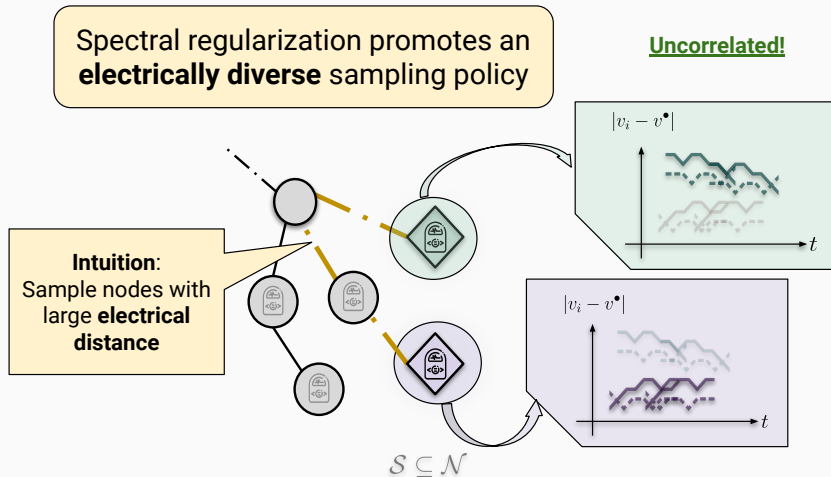 Spectral regularization promotes an
electrically diverse sampling policy
Uncorrelated!
|v_i − v^•|
t
Intuition:
Sample nodes with
large electrical
distance
|v_i − v^•|
t
S ⊆ N